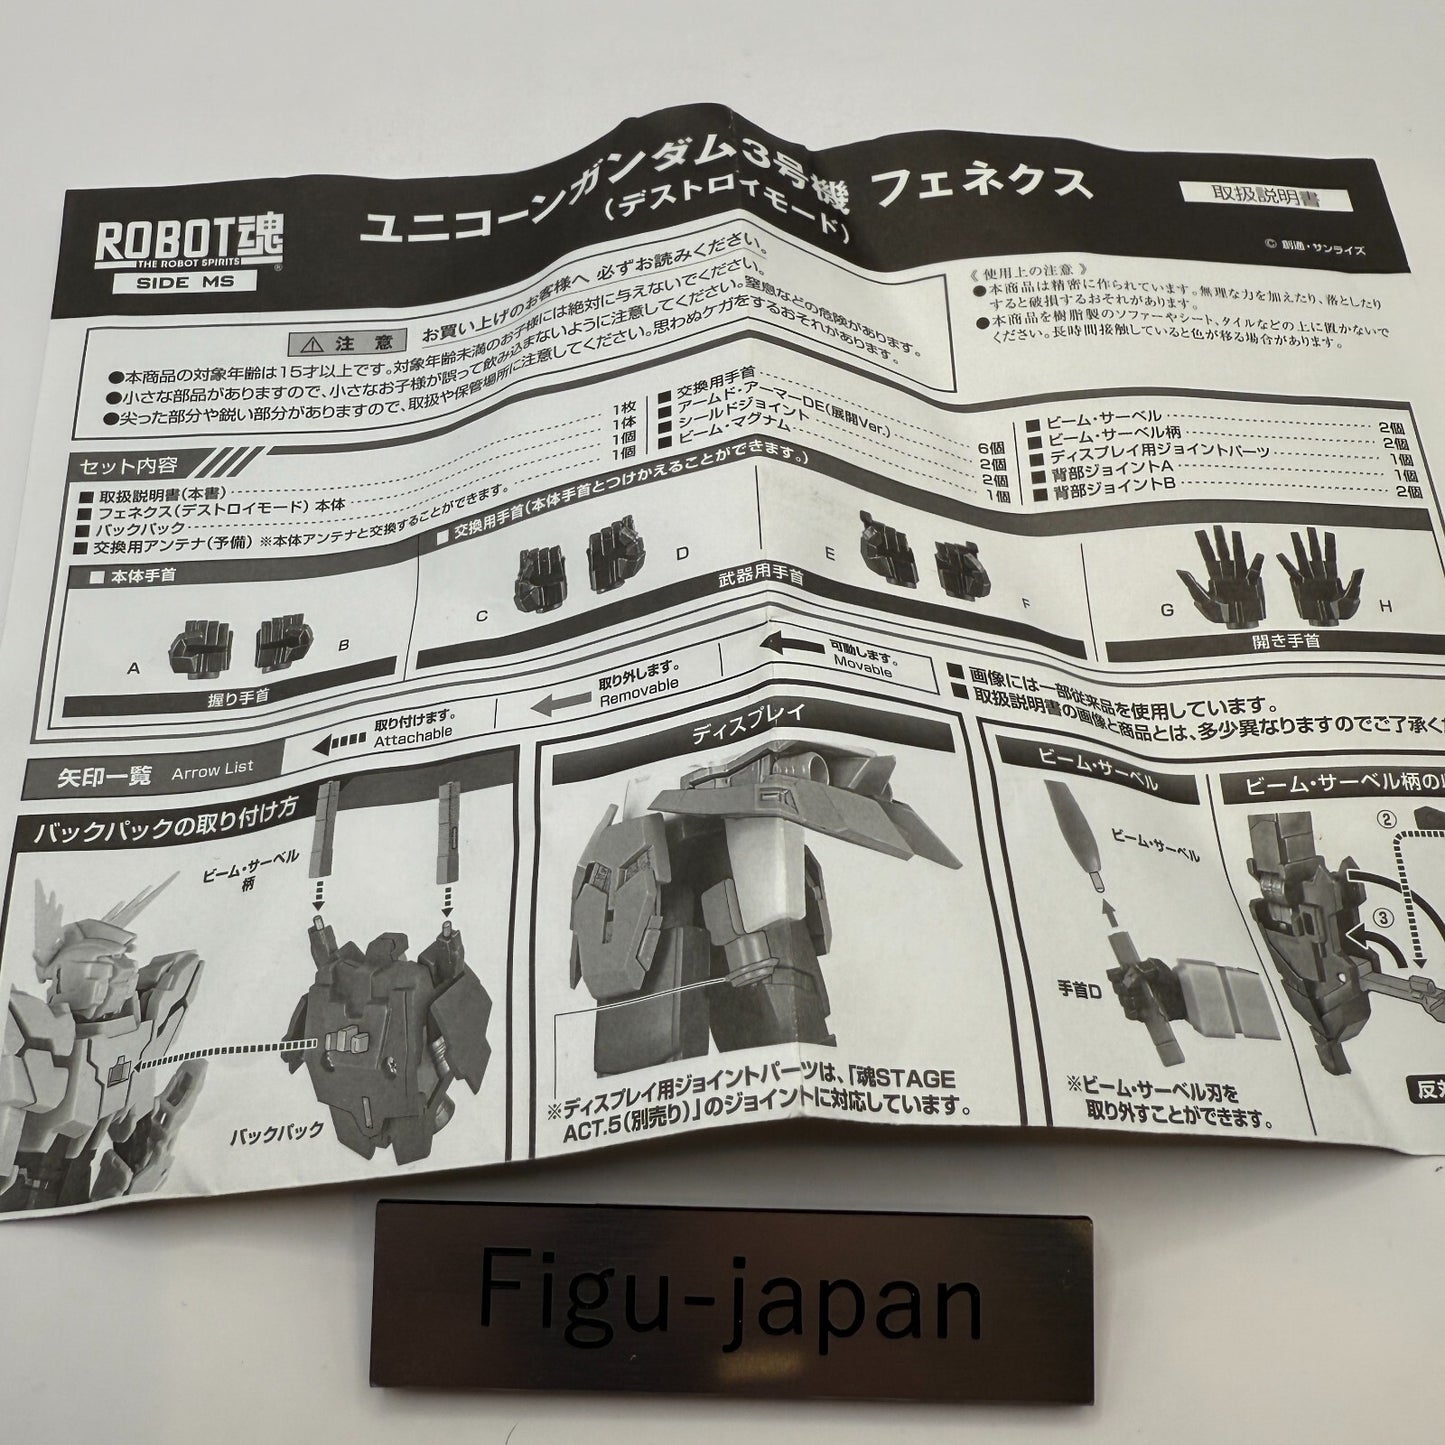 ROBOT魂
THE ROBOT SPIRITS
SIDE MS
ユニコーンガンダム3号機 フェネクス
(デストロイモード)
取扱説明書
© 創通・サンライズ
⚠ 注 意 お買い上げのお客様へ 必ずお読みください。
●本商品の対象年齢は15才以上です。対象年齢未満のお子様には絶対に与えないでください。
●小さな部品がありますので、小さなお子様が誤って飲み込まないように注意してください。窒息などの危険があります。
●尖った部分や鋭い部分がありますので、取扱や保管場所に注意してください。思わぬケガをするおそれがあります。
《 使用上の注意 》
●本商品は精密に作られています。無理な力を加えたり、落としたり
すると破損するおそれがあります。
●本商品を樹脂製のソファーやシート、タイルなどの上に置かないで
ください。長時間接触していると色が移る場合があります。
セット内容
■ 取扱説明書(本書) 1枚
■ フェネクス(デストロイモード) 本体 1体
■ バックパック 1個
■ 交換用アンテナ(予備) ※本体アンテナと交換することができます。 1個
■ 交換用手首 6個
■ アームド・アーマーDE(展開Ver.) 2個
■ シールドジョイント 2個
■ ビーム・マグナム 1個
■ ビーム・サーベル 2個
■ ビーム・サーベル柄 2個
■ ディスプレイ用ジョイントパーツ 1個
■ 背部ジョイントA 1個
■ 背部ジョイントB 2個
■ 本体手首
A
B
握り手首
■ 交換用手首(本体手首とつけかえることができます。)
C
D
武器用手首
E
F
G
H
開き手首
矢印一覧 Arrow List
取り付けます。
Attachable
取り外します。
Removable
可動します。
Movable
■ 画像には一部従来品を使用しています。
■ 取扱説明書の画像と商品とは、多少異なりますのでご了承く
バックパックの取り付け方
ビーム・サーベル
柄
バックパック
ディスプレイ
※ディスプレイ用ジョイントパーツは、「魂STAGE
ACT.5(別売り)」のジョイントに対応しています。
ビーム・サーベル
ビーム・サーベル
手首D
※ビーム・サーベル刃を
取り外すことができます。
ビーム・サーベル柄の
②
③
反対
Figu-japan